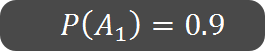 P(A₁) = 0.9